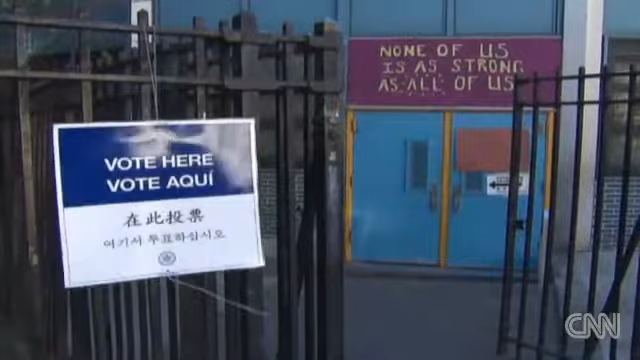 NONE OF US
IS AS STRONG
AS ALL OF US
VOTE HERE
VOTE AQUÍ
在此投票
여기서 투표하십시오
CNN